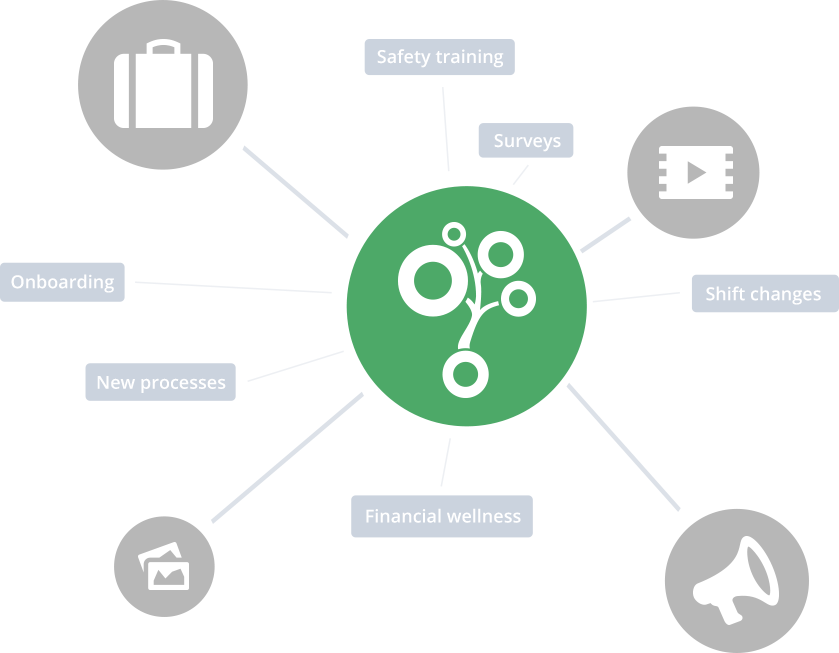 Safety training
Surveys
Onboarding
Shift changes
New processes
Financial wellness